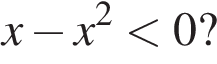 x − x² < 0?